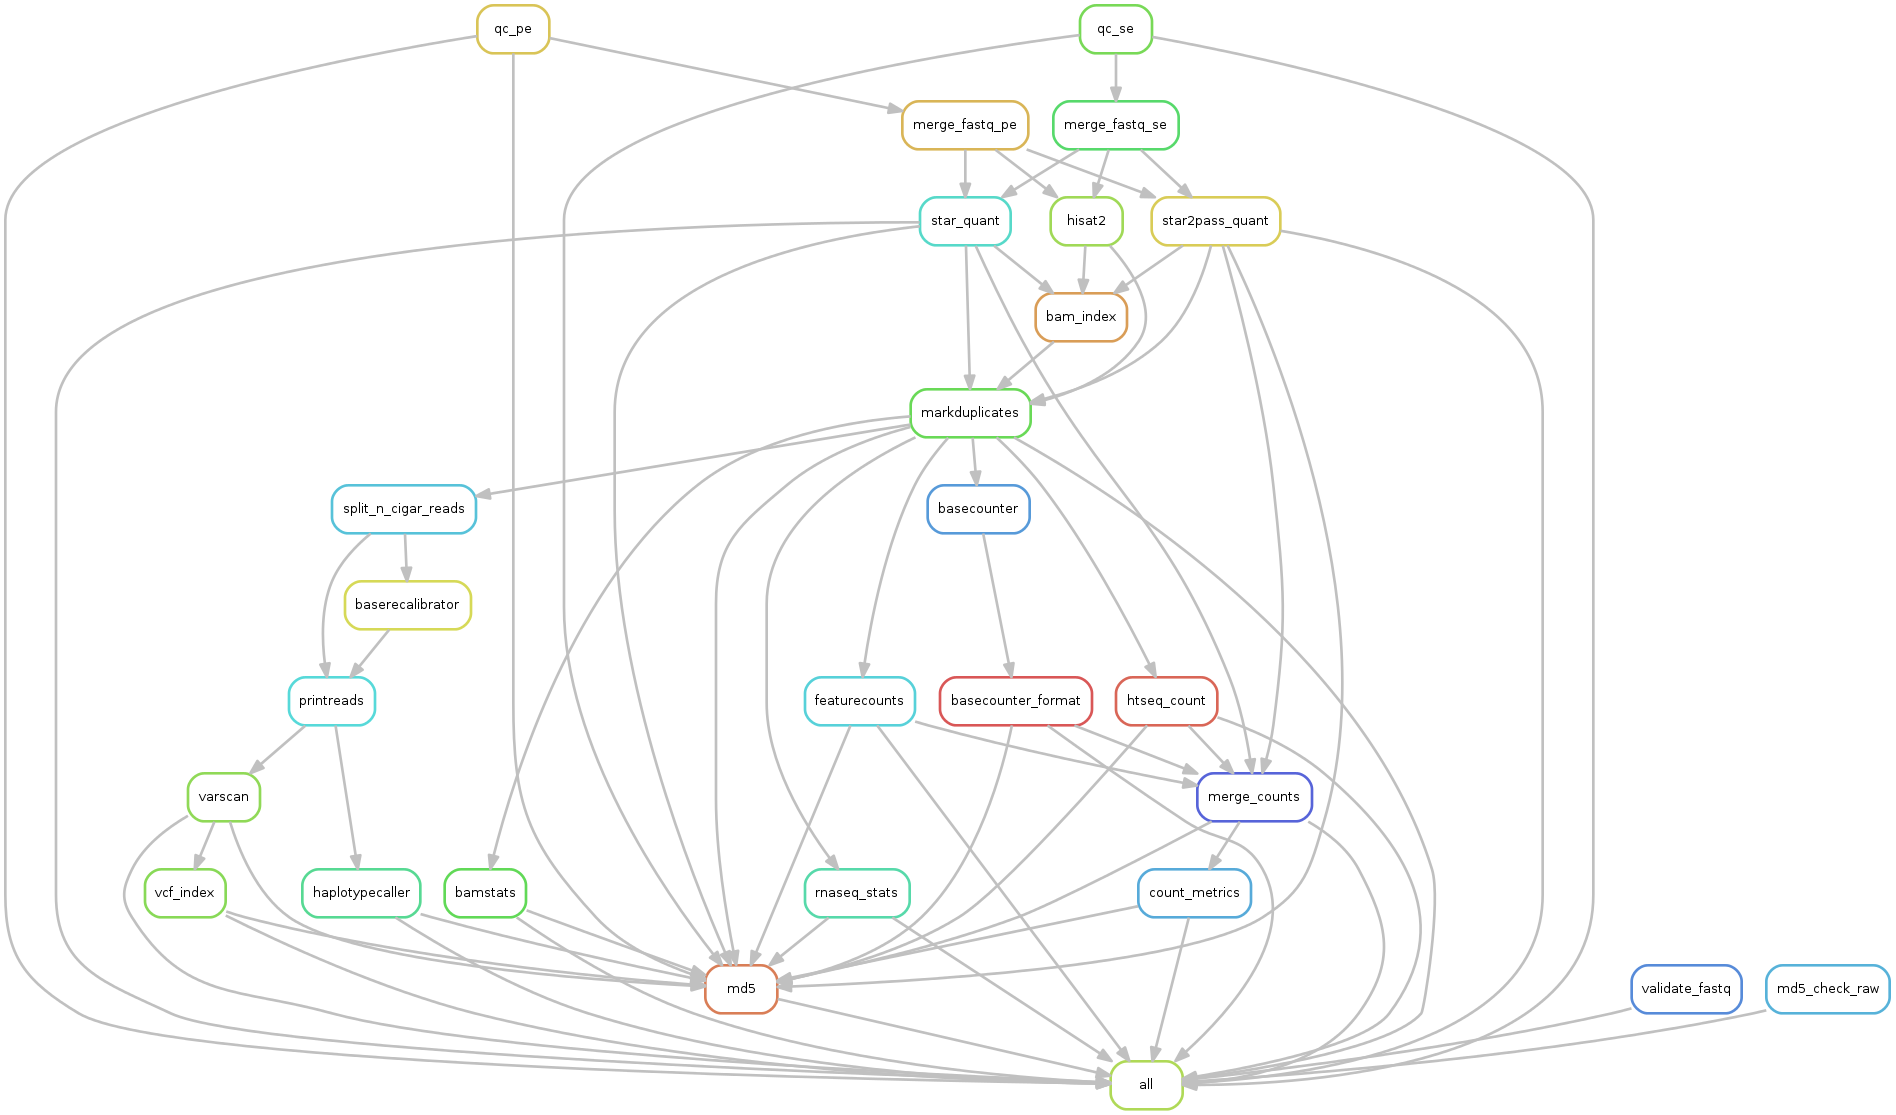 qc_pe
qc_se
merge_fastq_pe
merge_fastq_se
star_quant
hisat2
star2pass_quant
bam_index
markduplicates
split_n_cigar_reads
basecounter
baserecalibrator
printreads
featurecounts
basecounter_format
htseq_count
varscan
merge_counts
vcf_index
haplotypecaller
bamstats
rnaseq_stats
count_metrics
md5
validate_fastq
md5_check_raw
all